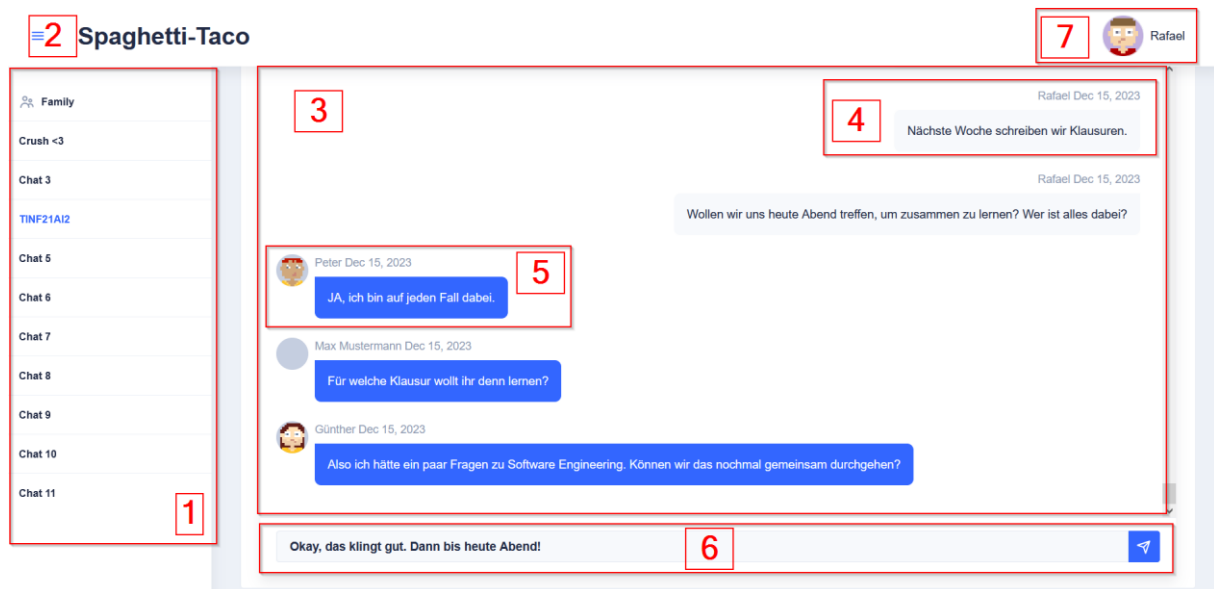 2 Spaghetti-Taco
7 Rafael
Family
Crush <3
Chat 3
TINF21AI2
Chat 5
Chat 6
Chat 7
Chat 8
Chat 9
Chat 10
Chat 11
1
3
Rafael Dec 15, 2023
4
Nächste Woche schreiben wir Klausuren.
Rafael Dec 15, 2023
Wollen wir uns heute Abend treffen, um zusammen zu lernen? Wer ist alles dabei?
Peter Dec 15, 2023
5
JA, ich bin auf jeden Fall dabei.
Max Mustermann Dec 15, 2023
Für welche Klausur wollt ihr denn lernen?
Günther Dec 15, 2023
Also ich hätte ein paar Fragen zu Software Engineering. Können wir das nochmal gemeinsam durchgehen?
Okay, das klingt gut. Dann bis heute Abend!
6